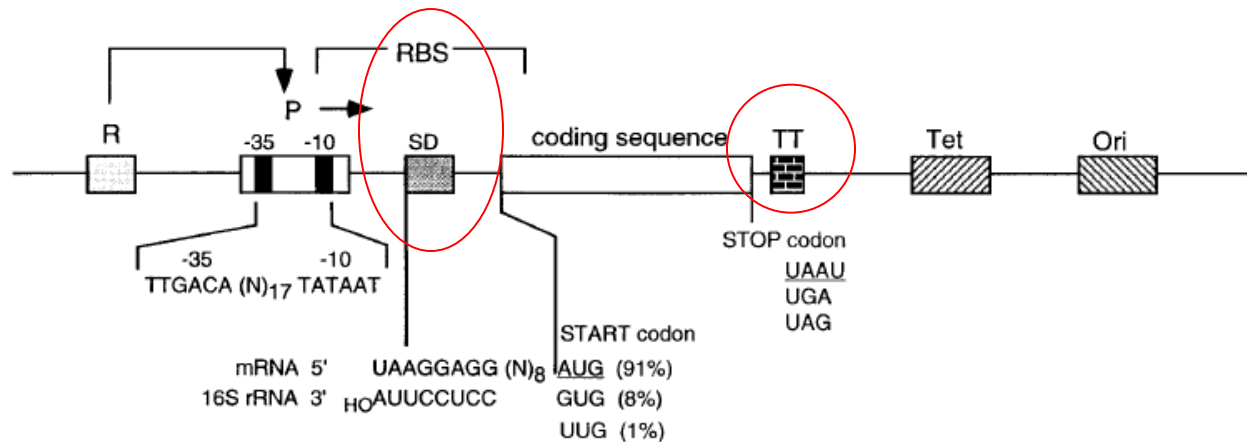 RBS
P
R
-35 -10
SD
coding sequence
TT
Tet
Ori
-35 -10
TTGACA (N)17 TATAAT
STOP codon
UAAU
UGA
UAG
START codon
mRNA 5' UAAGGAGG (N)8 AUG (91%)
16S rRNA 3' HOAUUCCUCC GUG (8%)
UUG (1%)